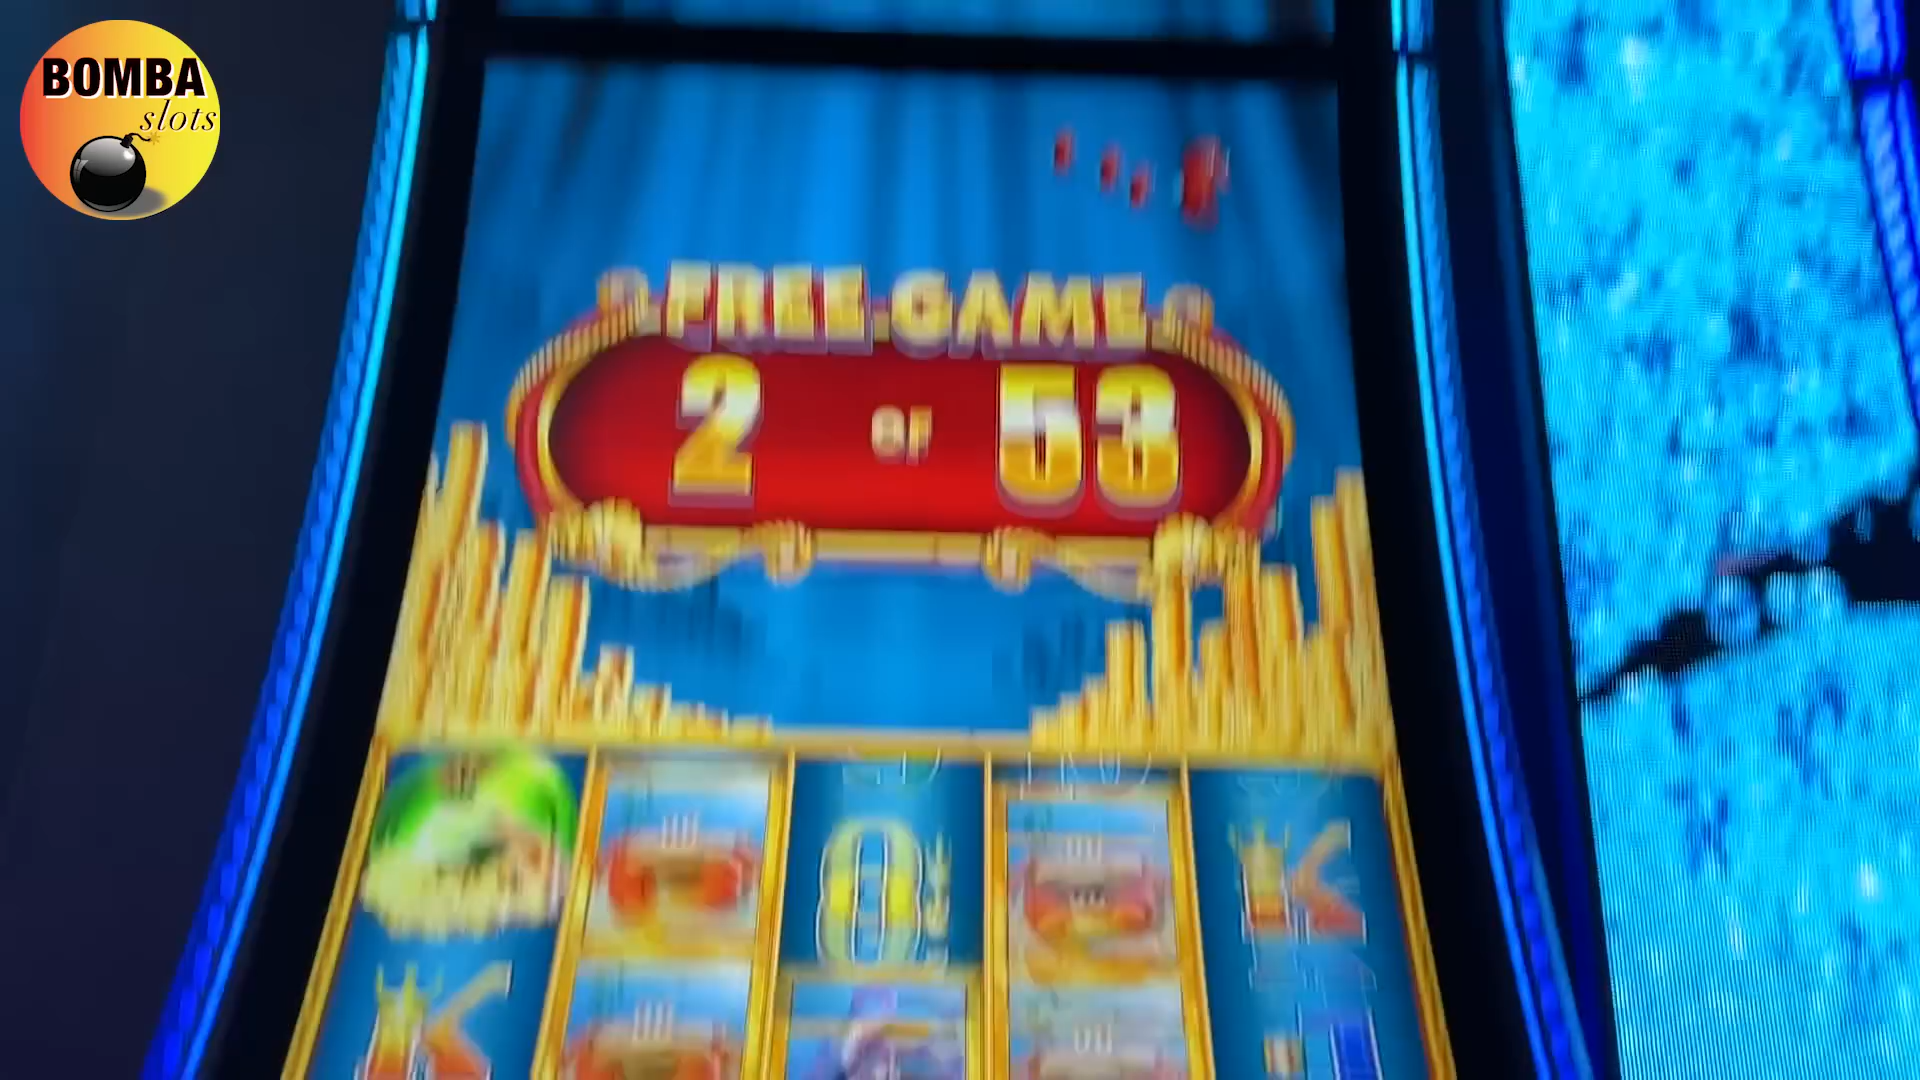 BOMBA
slots
FREE GAME
2 OF 53
K
K